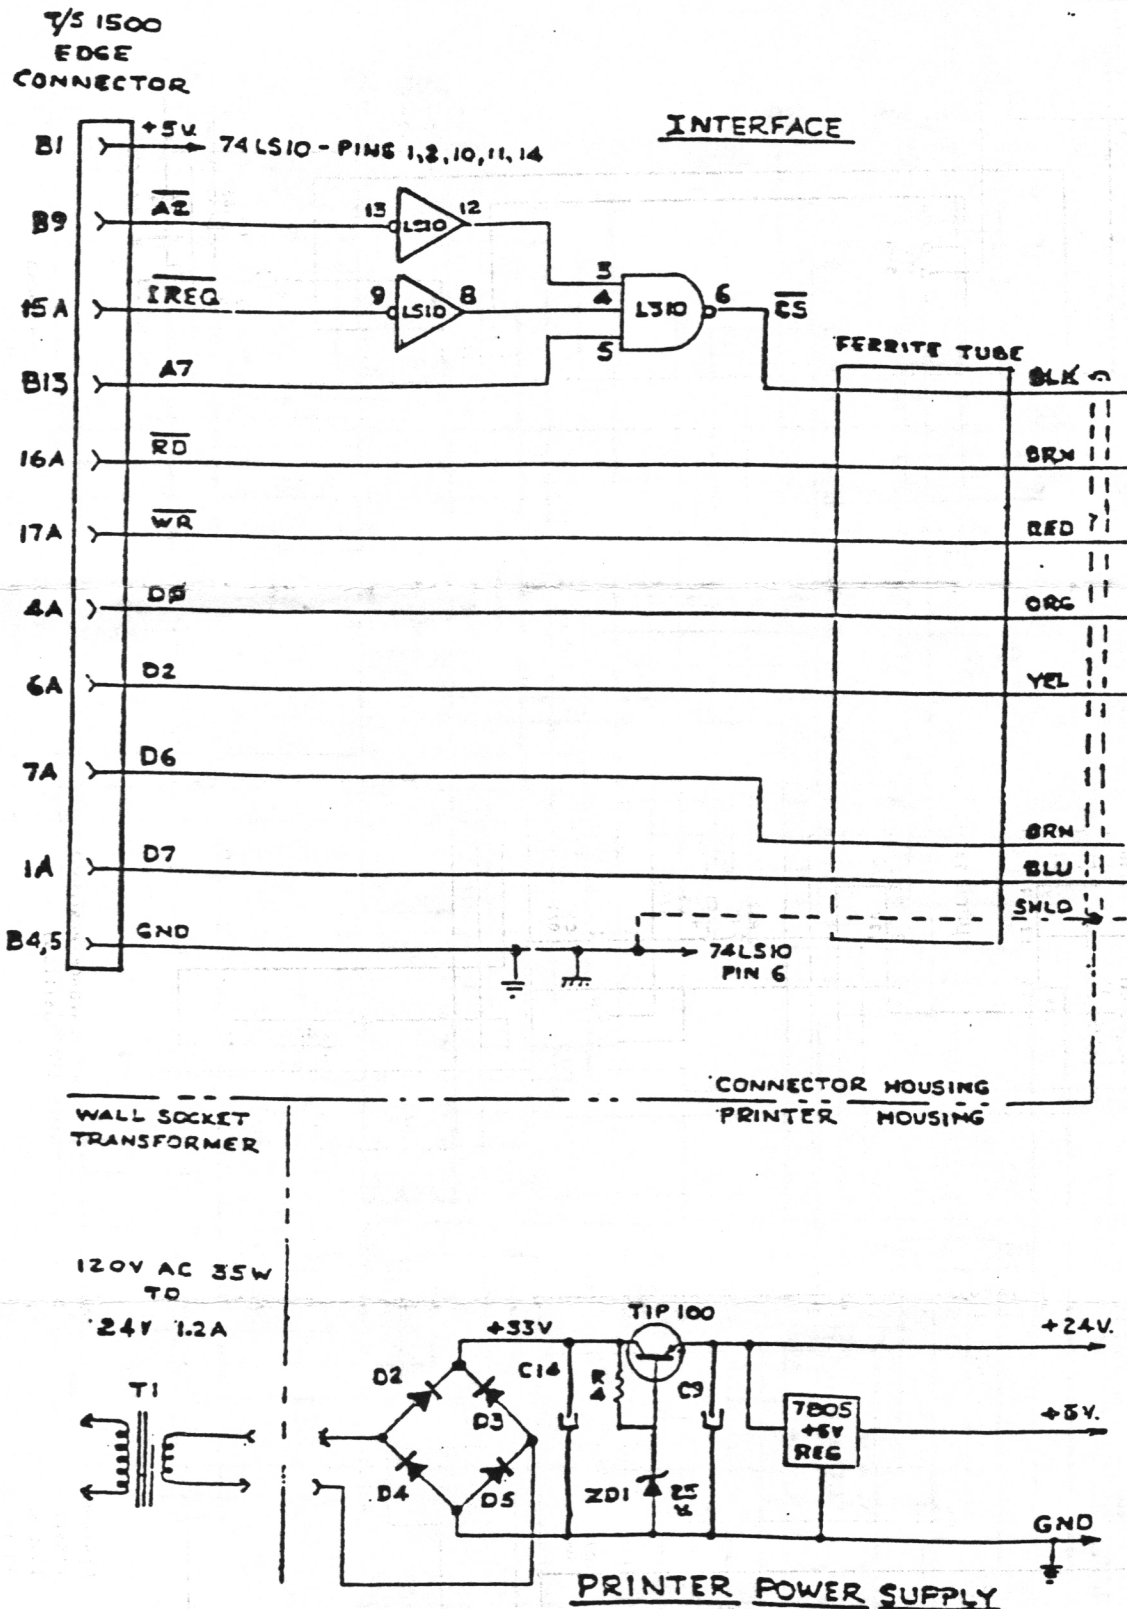 T/S 1500
EDGE
CONNECTOR
INTERFACE
B1
+5V
74LS10 - PINS 1,2,10,11,14
B9
A2
13
LS10
12
15A
IREQ
9
LS10
8
3
4
5
LS10
6
CS
B13
A7
FERRITE TUBE
BLK
16A
RD
BRN
17A
WR
RED
4A
DØ
ORG
6A
D2
YEL
7A
D6
BRN
1A
D7
BLU
SHLD
B4,5
GND
74LS10
PIN 6
CONNECTOR HOUSING
PRINTER HOUSING
WALL SOCKET
TRANSFORMER
120V AC 35W
TO
24V 1.2A
T1
D2
D3
D4
D5
+33V
C14
R
4
TIP 100
C9
ZD1
25
V
7805
+5V
REG
+24V.
+5V.
GND
PRINTER POWER SUPPLY